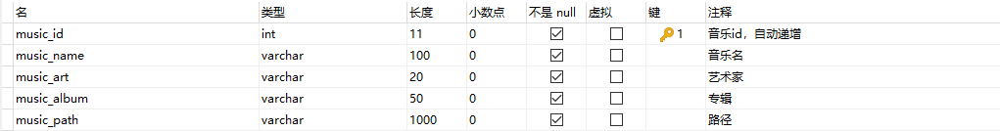 名 类型 长度 小数点 不是 null 虚拟 键 注释
music_id int 11 0 1 音乐id，自动递增
music_name varchar 100 0 音乐名
music_art varchar 20 0 艺术家
music_album varchar 50 0 专辑
music_path varchar 1000 0 路径